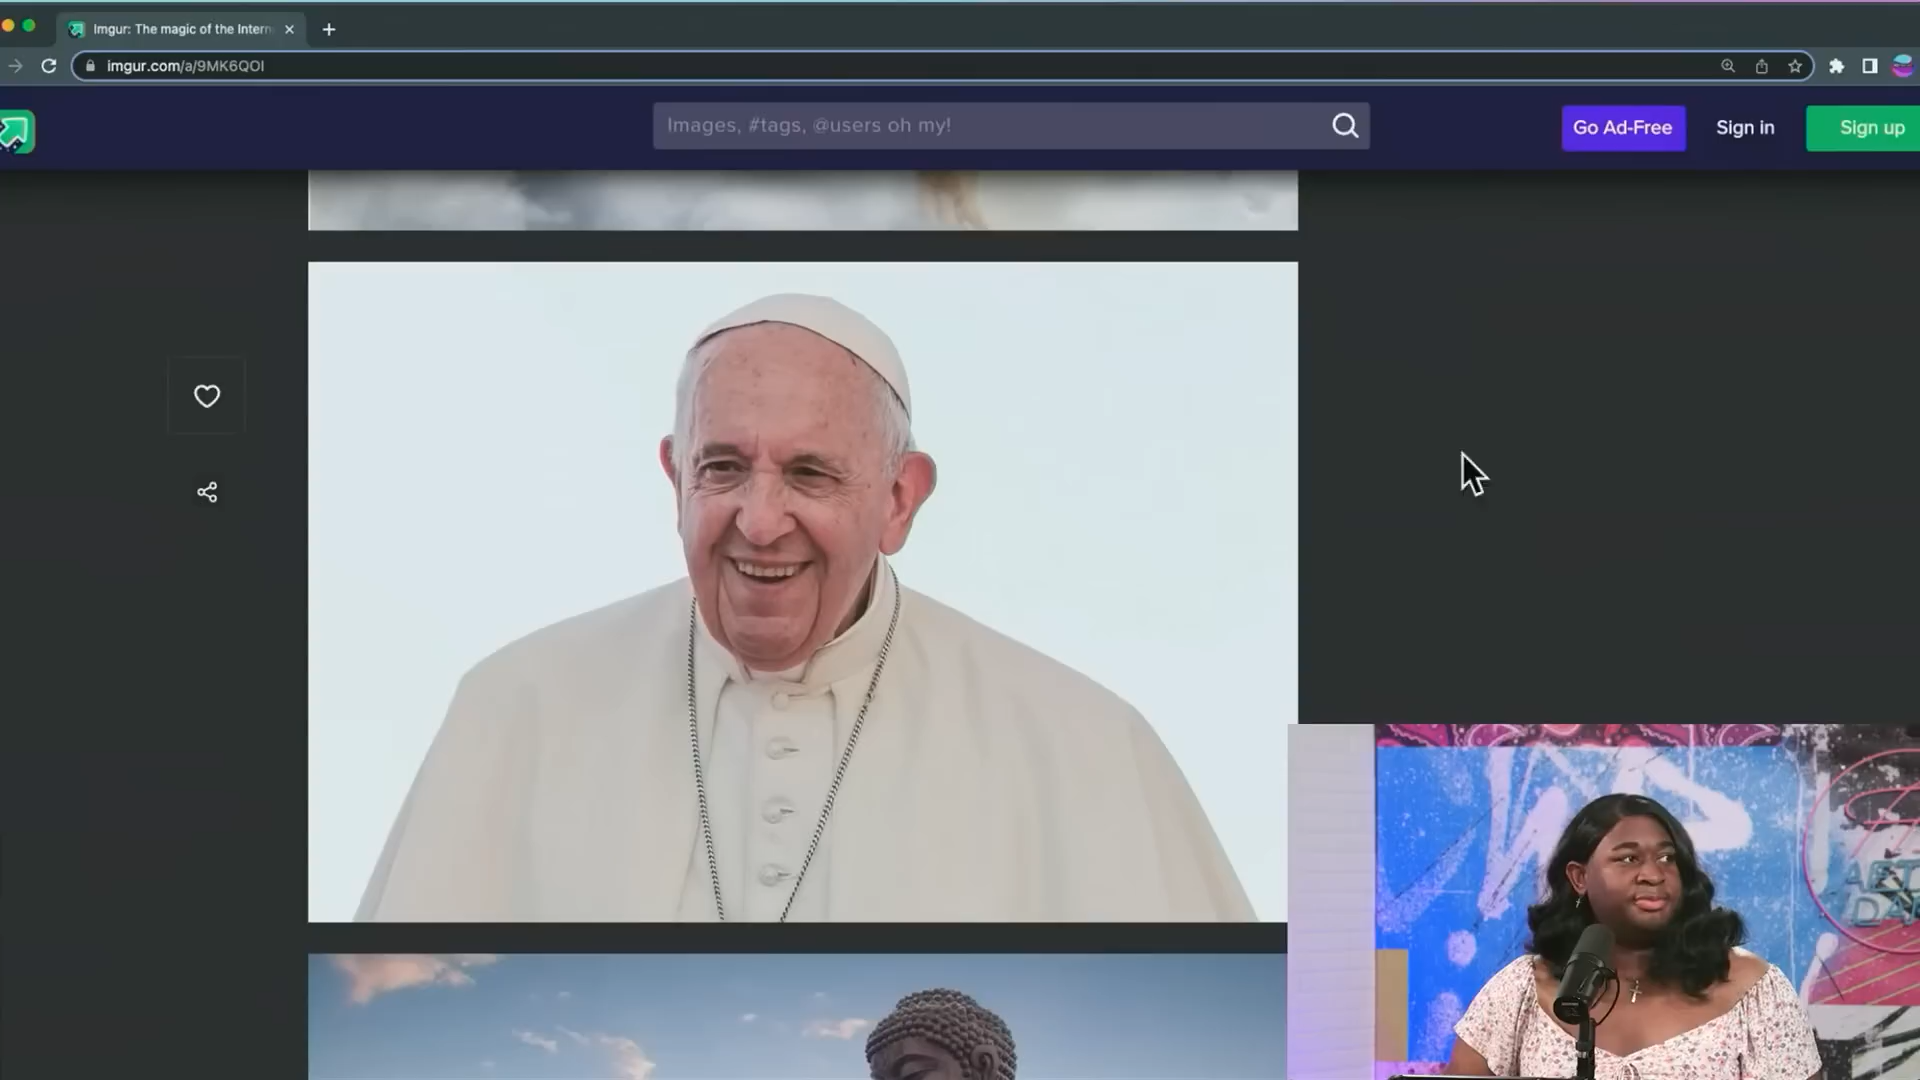 Imgur: The magic of the Intern
imgur.com/a/9MK6QOI
Images, #tags, @users oh my!
Go Ad-Free
Sign in
Sign up